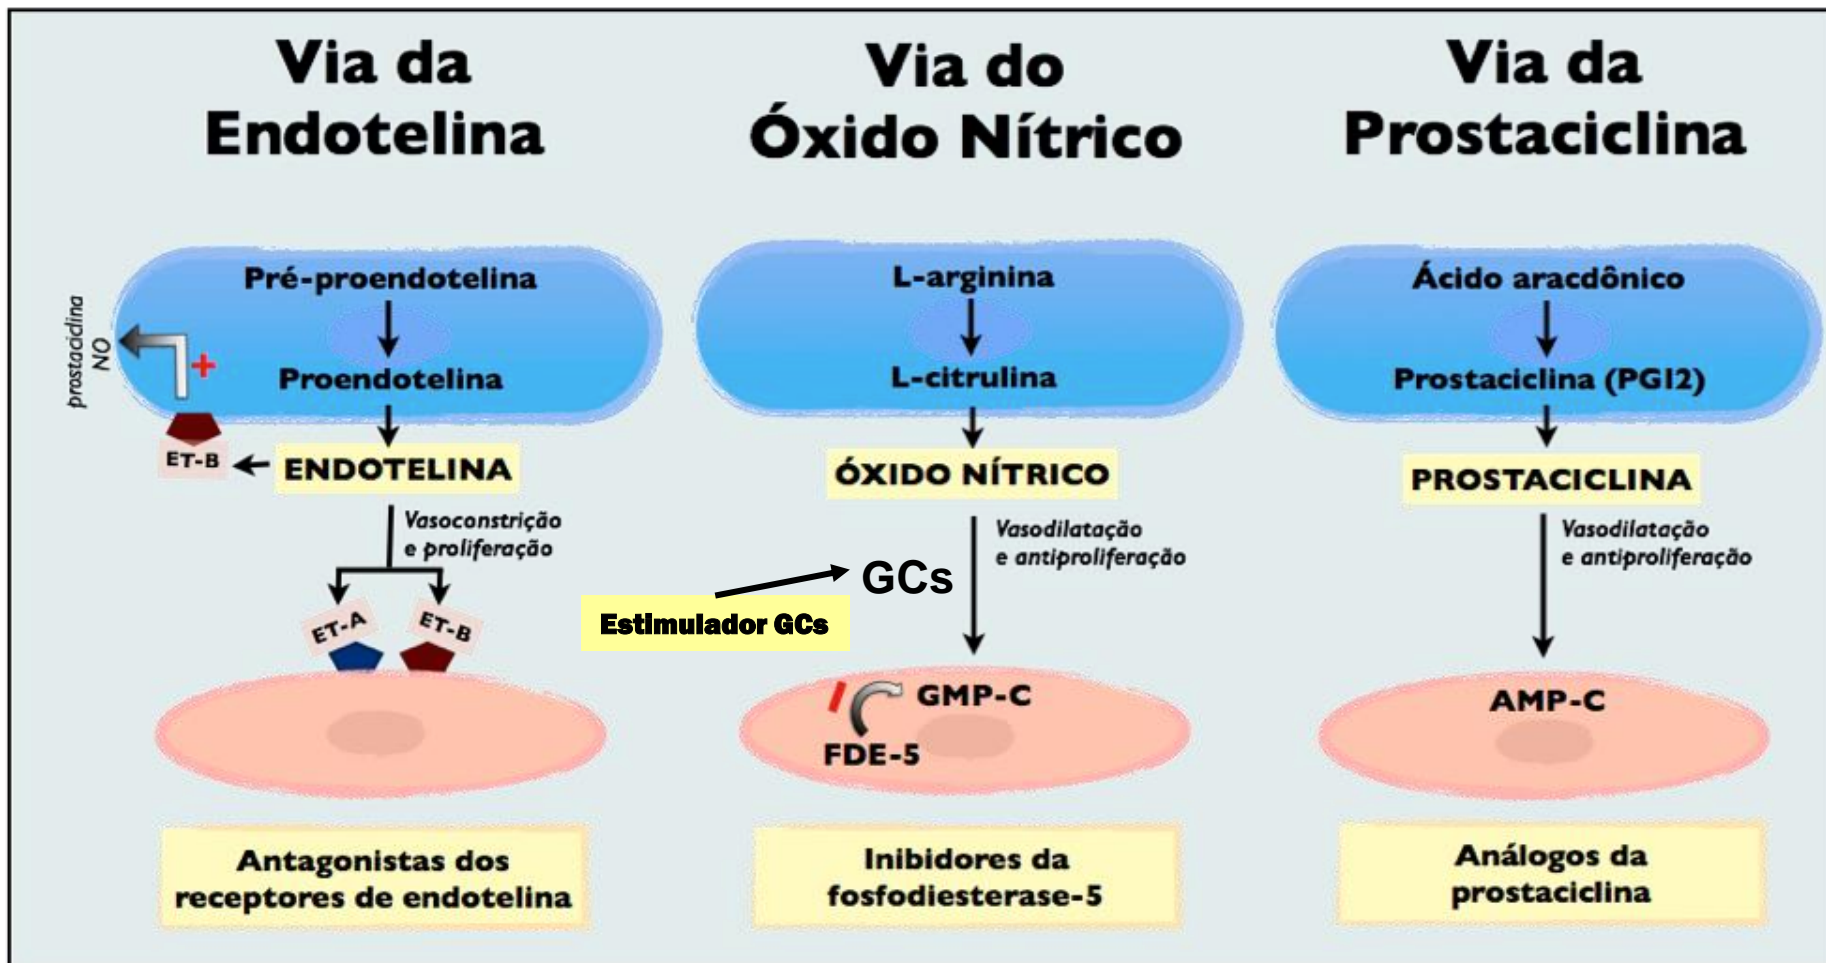 Via da
Endotelina
Pré-proendotelina
Proendotelina
prostaciclina
NO
+
ET-B
ENDOTELINA
Vasoconstrição
e proliferação
ET-A
ET-B
Antagonistas dos
receptores de endotelina
Via do
Óxido Nítrico
L-arginina
L-citrulina
ÓXIDO NÍTRICO
Vasodilatação
e antiproliferação
GCs
Estimulador GCs
GMP-C
FDE-5
Inibidores da
fosfodiesterase-5
Via da
Prostaciclina
Ácido aracdônico
Prostaciclina (PGI2)
PROSTACICLINA
Vasodilatação
e antiproliferação
AMP-C
Análogos da
prostaciclina